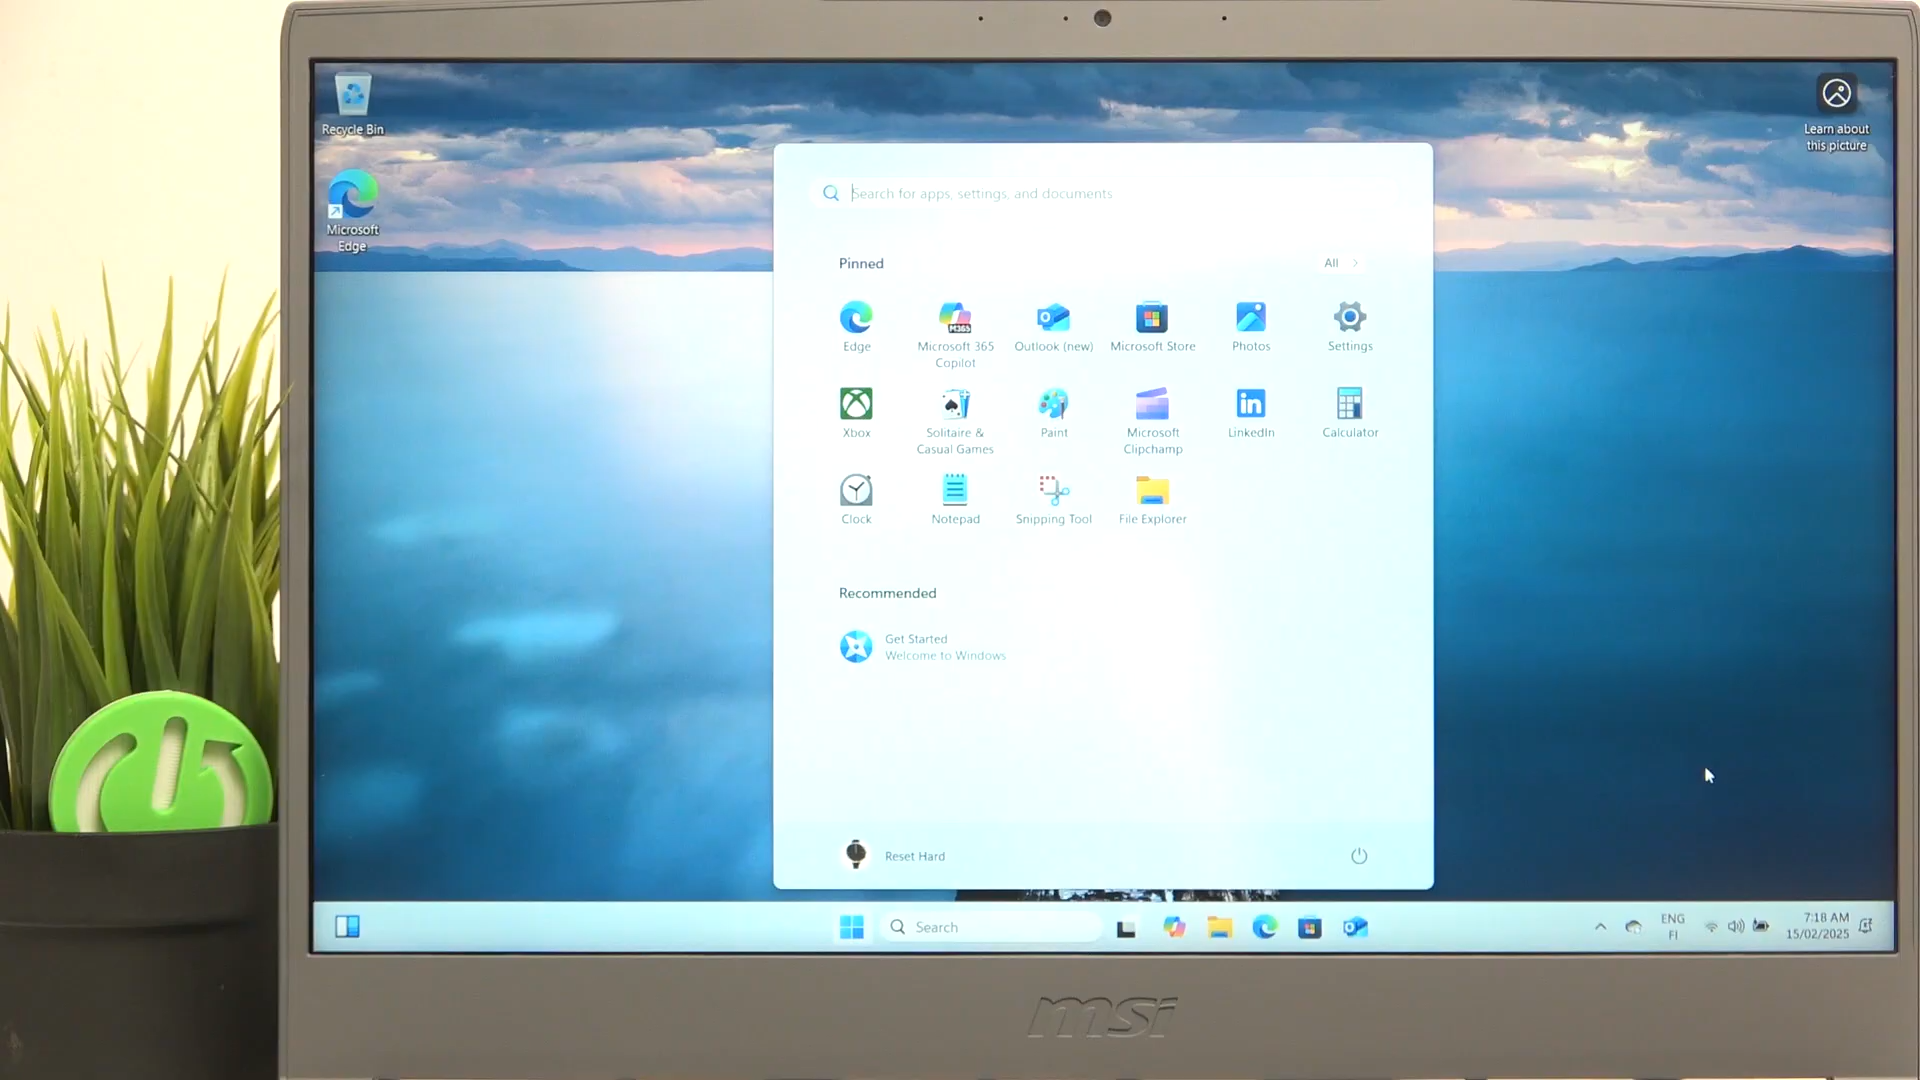 Recycle Bin
Microsoft
Edge
Learn about
this picture
Search for apps, settings, and documents
Pinned
All
Edge
Microsoft 365
Copilot
M365
Outlook (new)
Microsoft Store
Photos
Settings
Xbox
Solitaire &
Casual Games
Paint
Microsoft
Clipchamp
in
LinkedIn
Calculator
Clock
Notepad
Snipping Tool
File Explorer
Recommended
Get Started
Welcome to Windows
Reset Hard
Search
ENG
FI
7:18 AM
15/02/2025
msi